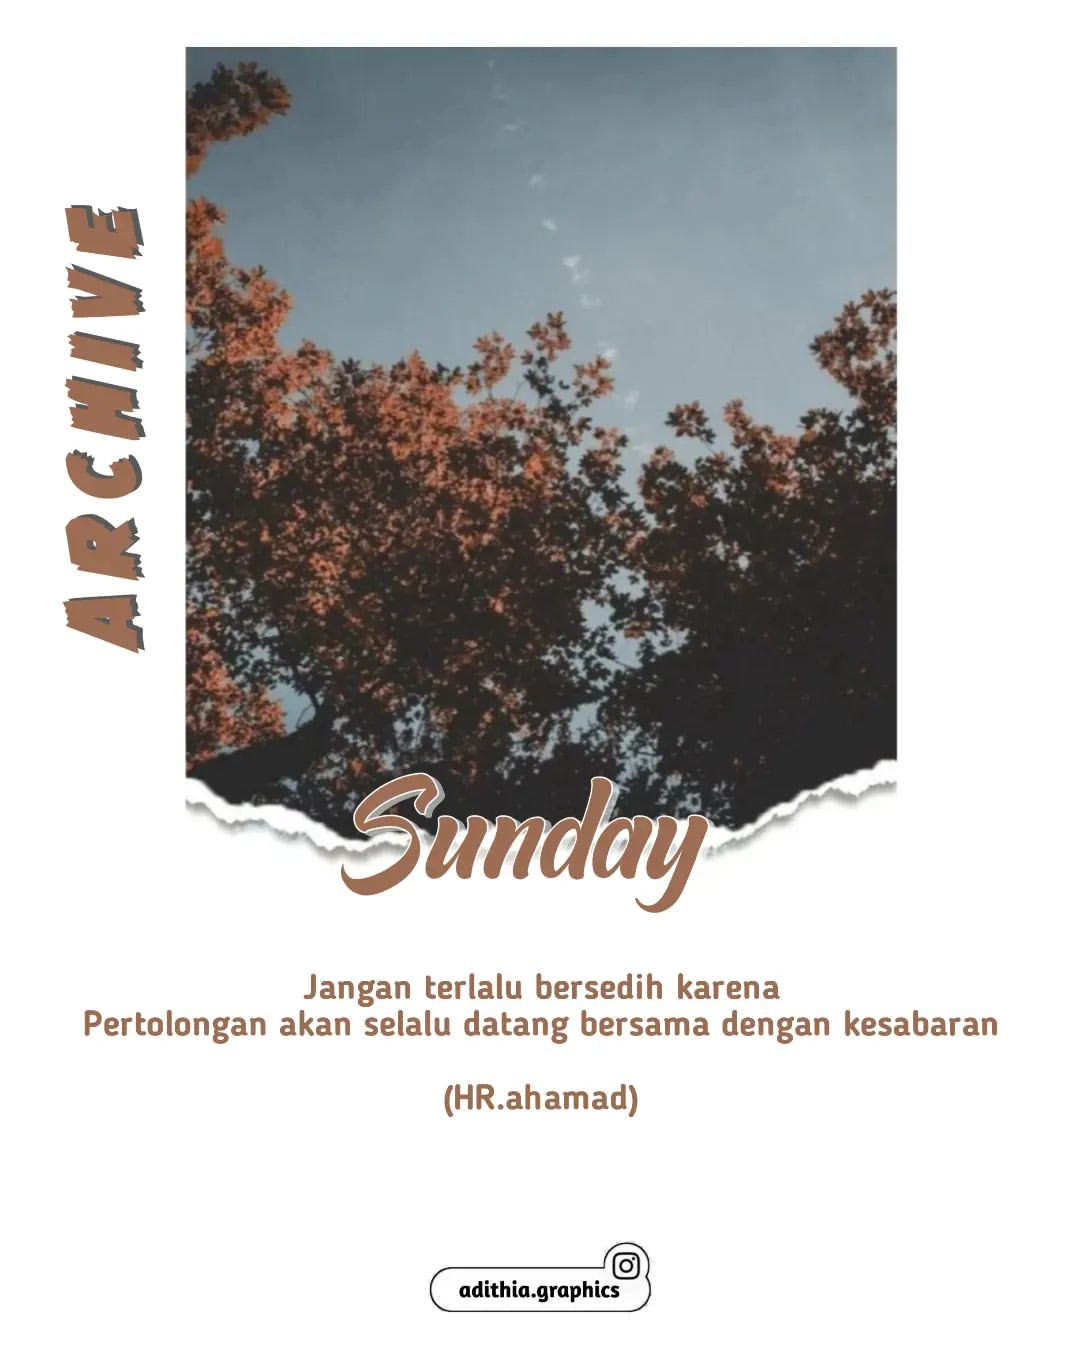 ARCHIVE
Sunday
Jangan terlalu bersedih karena
Pertolongan akan selalu datang bersama dengan kesabaran
(HR.ahamad)
adithia.graphics